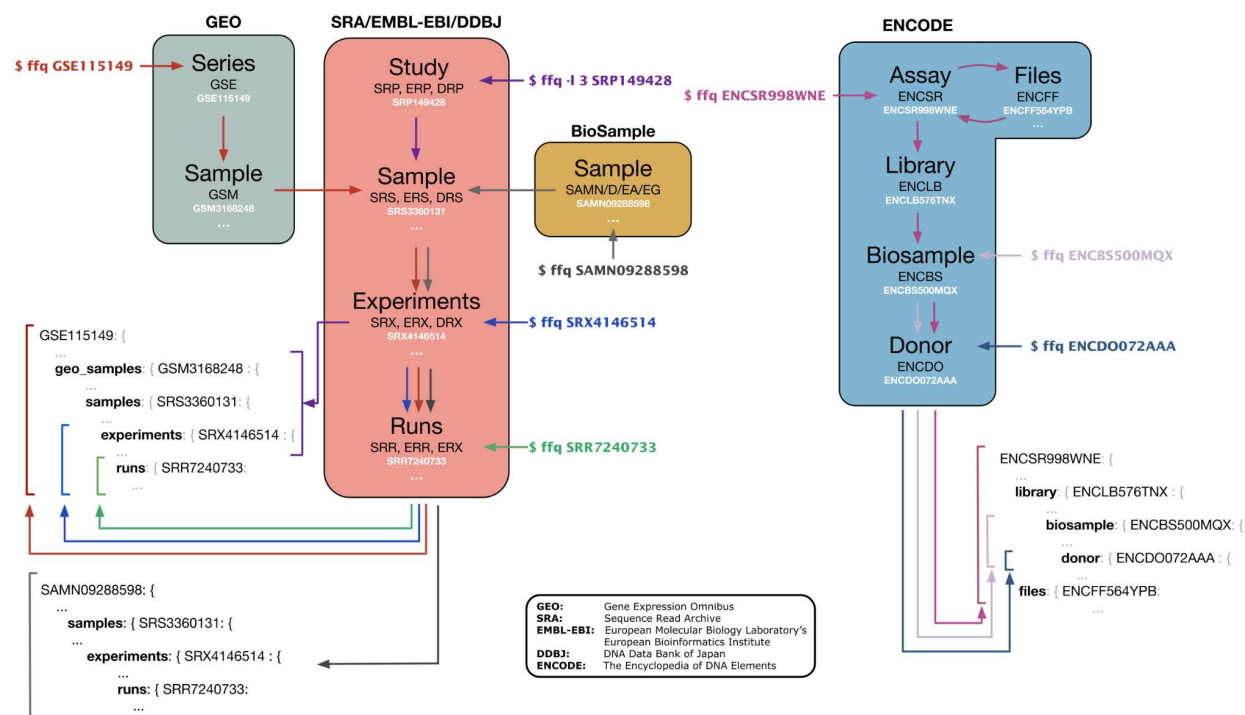 GEO
Series
GSE
GSE115149
Sample
GSM
GSM3168248
...
$ ffq GSE115149
SRA/EMBL-EBI/DDBJ
Study
SRP, ERP, DRP
SRP149428
Sample
SRS, ERS, DRS
SRS3360131
...
Experiments
SRX, ERX, DRX
SRX4146514
...
Runs
SRR, ERR, ERX
SRR7240733
...
$ ffq -l 3 SRP149428
BioSample
Sample
SAMN/D/EA/EG
SAMN09288598
...
$ ffq SAMN09288598
$ ffq SRX4146514
$ ffq SRR7240733
ENCODE
Assay
ENCSR
ENCSR998WNE
Files
ENCFF
ENCFF564YPB
...
Library
ENCLB
ENCLB576TNX
Biosample
ENCBS
ENCBS500MQX
Donor
ENCDO
ENCDO072AAA
$ ffq ENCSR998WNE
$ ffq ENCBS500MQX
$ ffq ENCDO072AAA
GSE115149: {
...
geo_samples: { GSM3168248 : {
...
samples: { SRS3360131: {
...
experiments: { SRX4146514 : {
...
runs: { SRR7240733:
...
SAMN09288598: {
...
samples: { SRS3360131: {
...
experiments: { SRX4146514 : {
...
runs: { SRR7240733:
...
GEO: Gene Expression Omnibus
SRA: Sequence Read Archive
EMBL-EBI: European Molecular Biology Laboratory's
European Bioinformatics Institute
DDBJ: DNA Data Bank of Japan
ENCODE: The Encyclopedia of DNA Elements
ENCSR998WNE: {
...
library: { ENCLB576TNX : {
...
biosample: { ENCBS500MQX: {
...
donor: { ENCDO072AAA : {
...
files: { ENCFF564YPB:
...